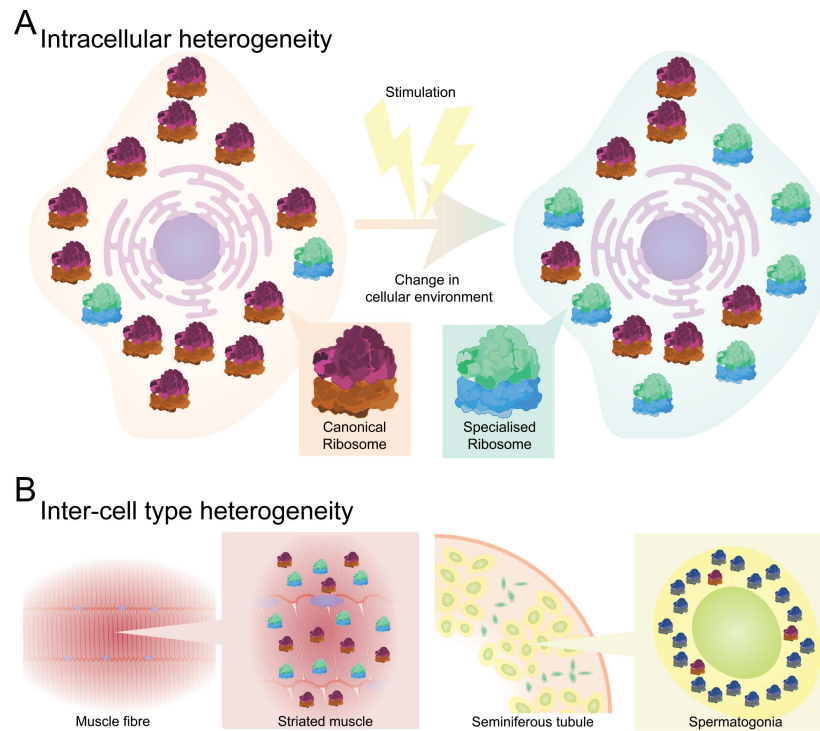 A
Intracellular heterogeneity
Stimulation
Change in
cellular environment
Canonical
Ribosome
Specialised
Ribosome
B
Inter-cell type heterogeneity
Muscle fibre
Striated muscle
Seminiferous tubule
Spermatogonia